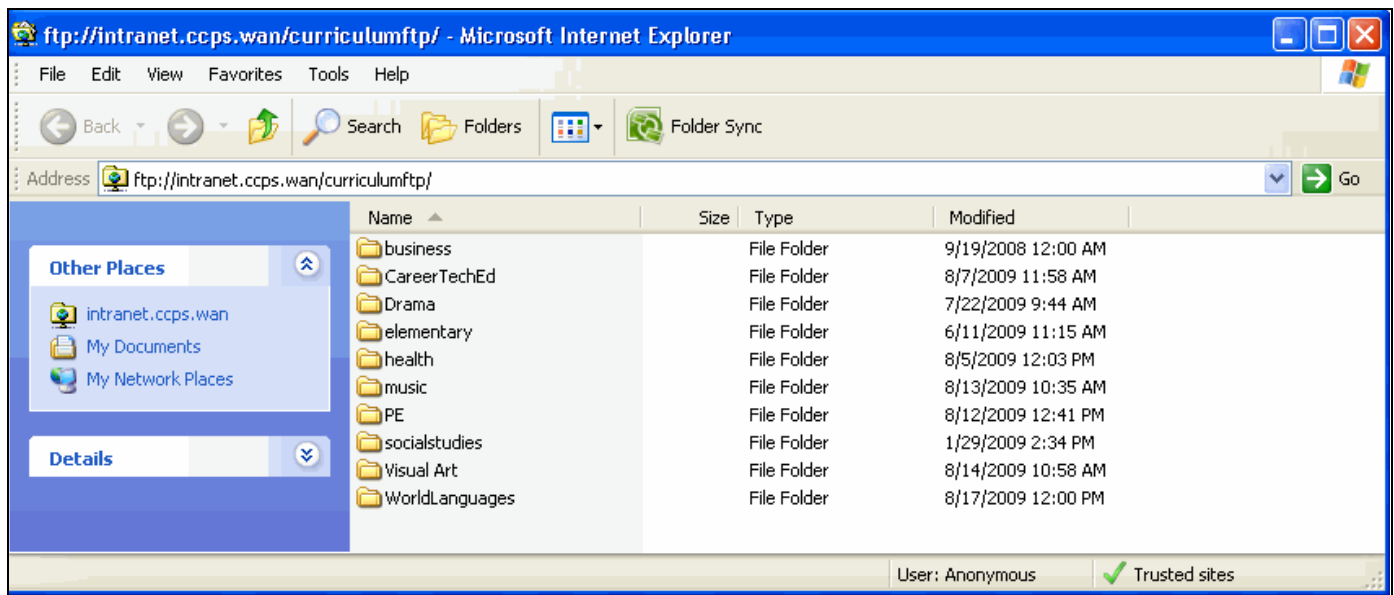 ftp://intranet.ccps.wan/curriculumftp/ - Microsoft Internet Explorer
File Edit View Favorites Tools Help
Back Search Folders Folder Sync
Address ftp://intranet.ccps.wan/curriculumftp/ Go
Name Size Type Modified
Other Places
intranet.ccps.wan
My Documents
My Network Places
Details
business File Folder 9/19/2008 12:00 AM
CareerTechEd File Folder 8/7/2009 11:58 AM
Drama File Folder 7/22/2009 9:44 AM
elementary File Folder 6/11/2009 11:15 AM
health File Folder 8/5/2009 12:03 PM
music File Folder 8/13/2009 10:35 AM
PE File Folder 8/12/2009 12:41 PM
socialstudies File Folder 1/29/2009 2:34 PM
Visual Art File Folder 8/14/2009 10:58 AM
WorldLanguages File Folder 8/17/2009 12:00 PM
User: Anonymous Trusted sites